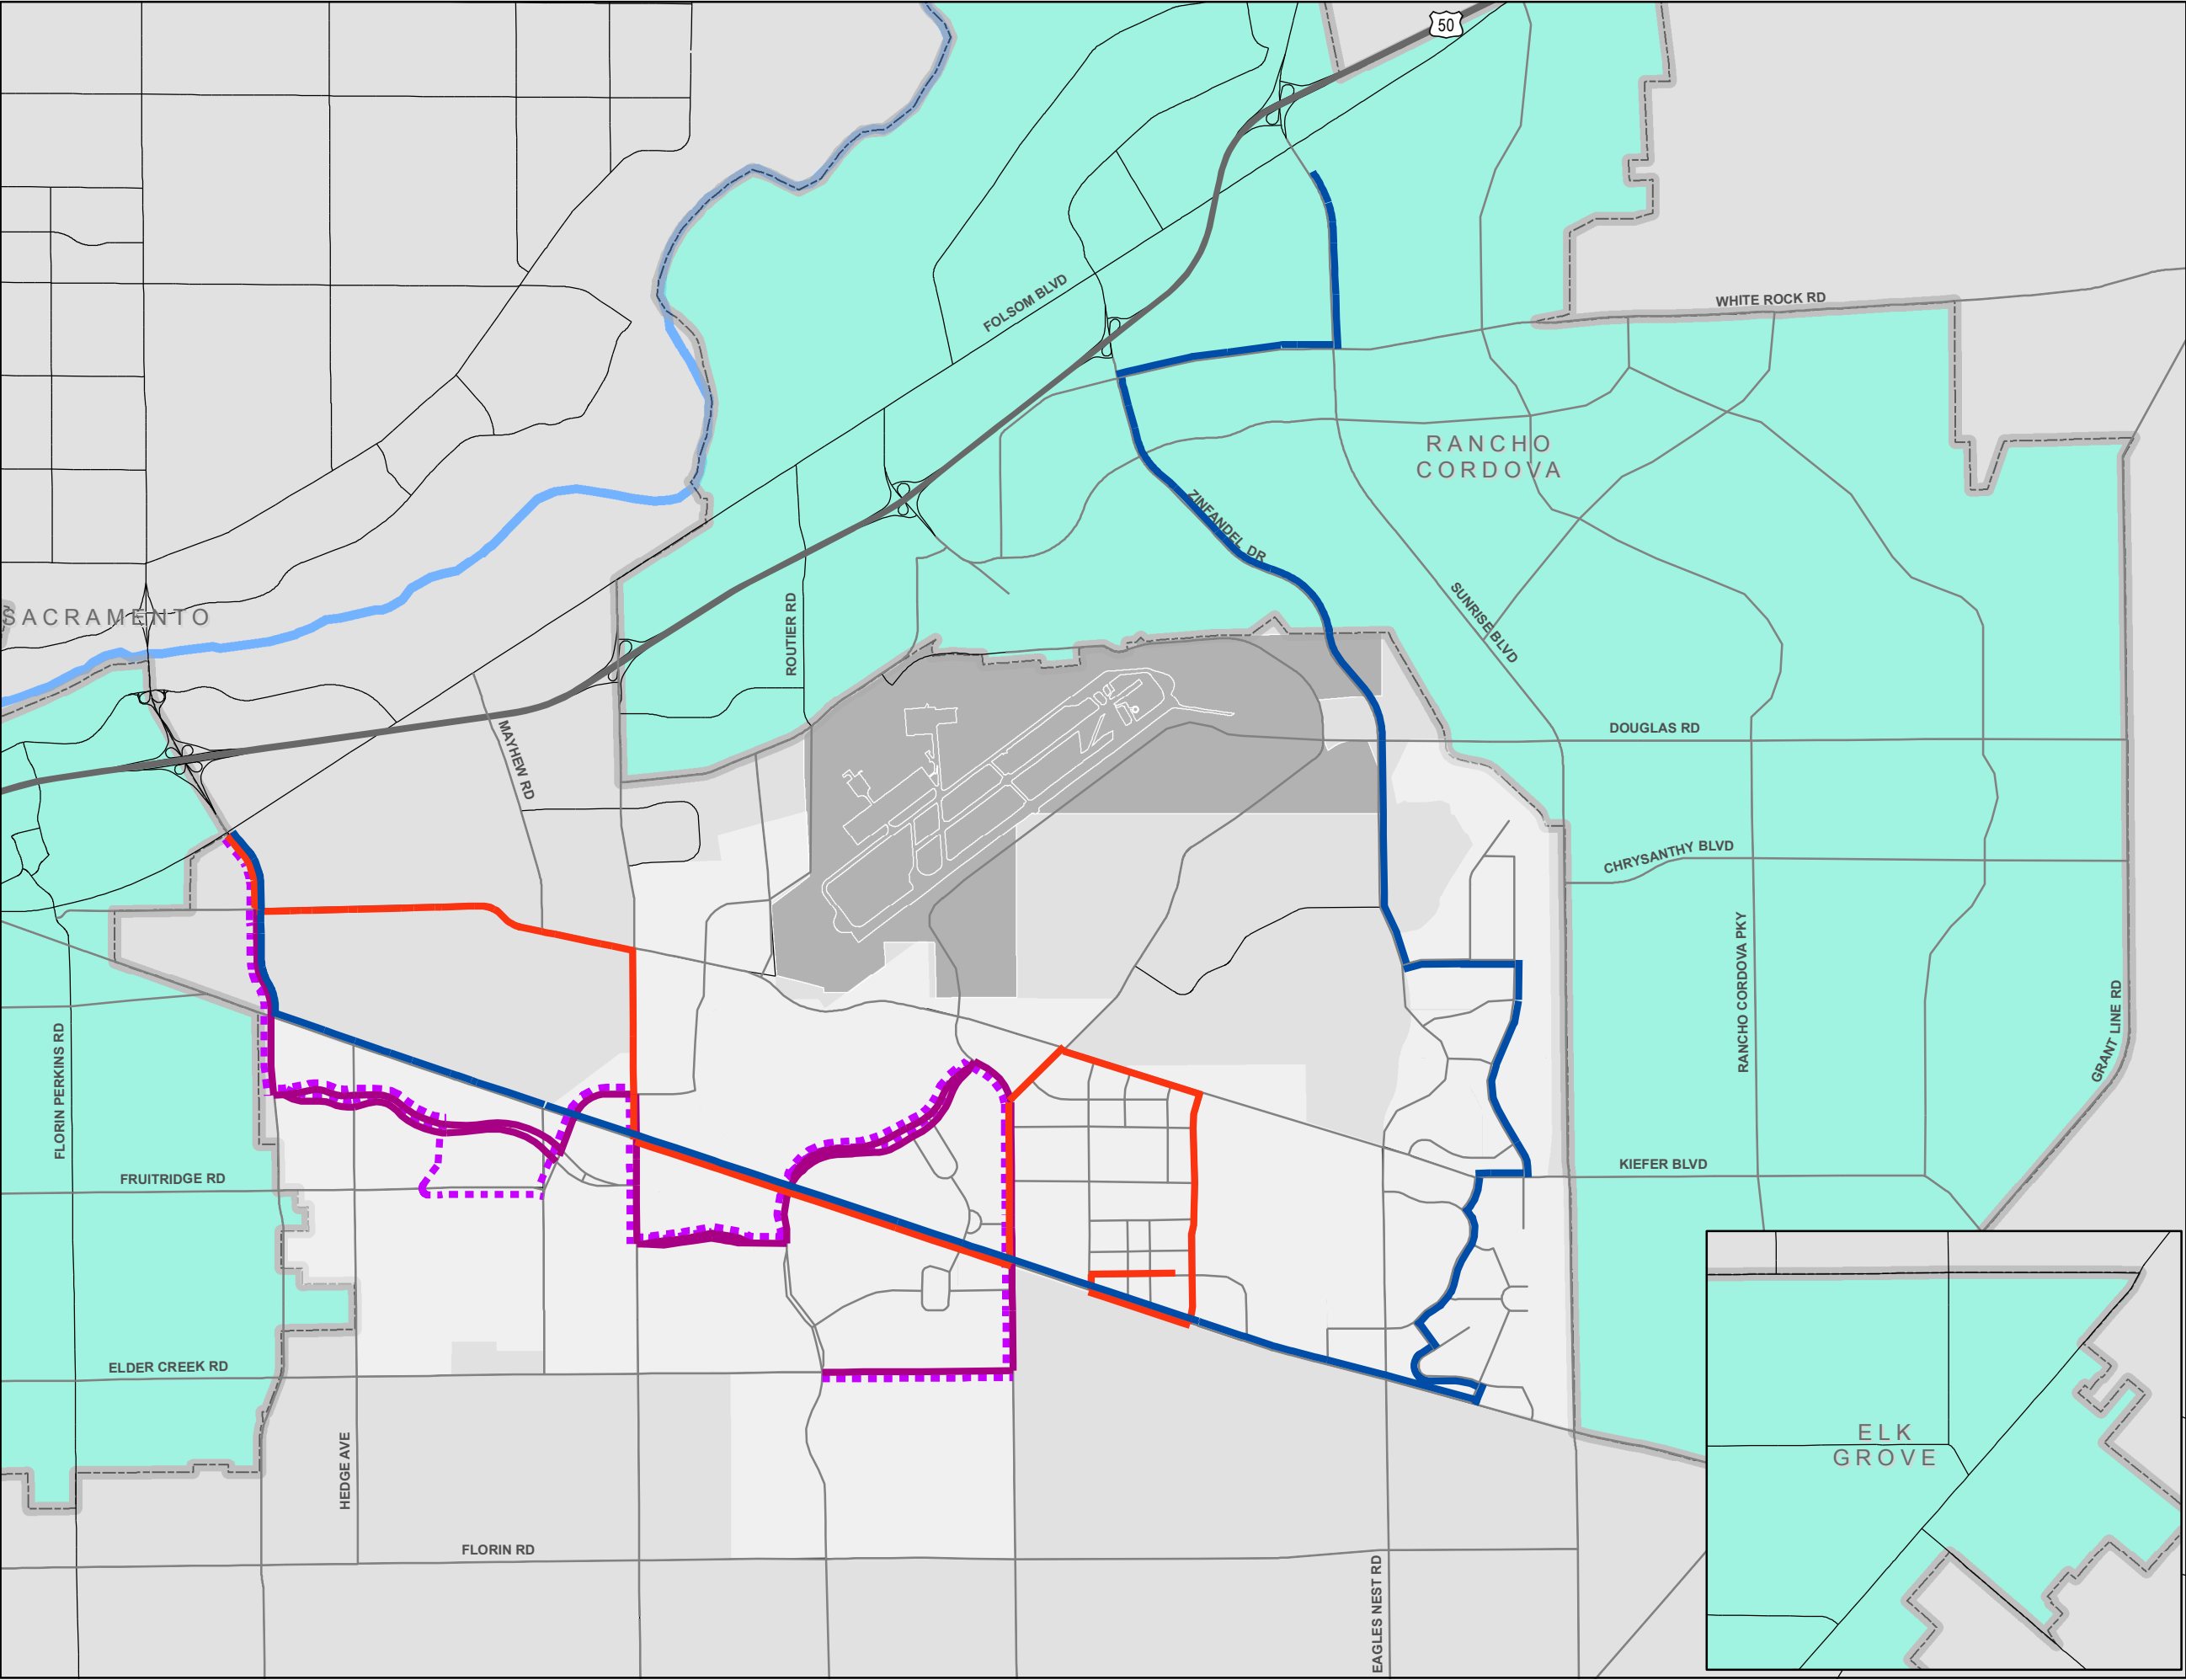 50
WHITE ROCK RD
FOLSOM BLVD
RANCHO
CORDOVA
ZINFANDEL DR
SACRAMENTO
ROUTIER RD
SUNRISE BLVD
MAYHEW RD
DOUGLAS RD
CHRYSANTHY BLVD
RANCHO CORDOVA PKY
GRANT LINE RD
FLORIN PERKINS RD
FRUITRIDGE RD
KIEFER BLVD
ELDER CREEK RD
HEDGE AVE
ELK
GROVE
FLORIN RD
EAGLES NEST RD